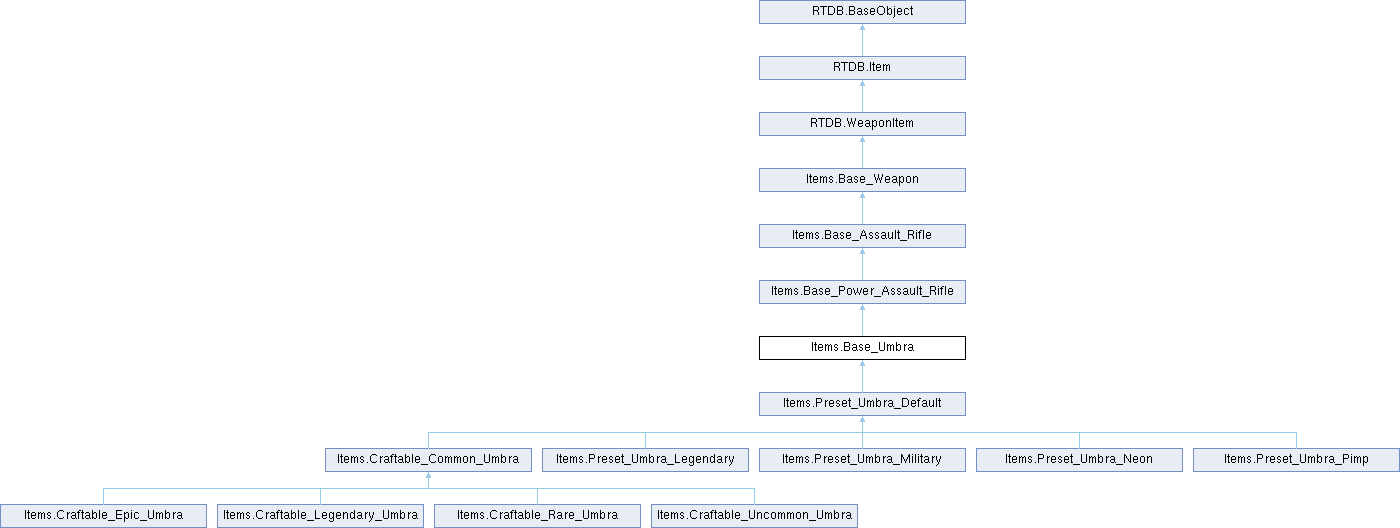 RTDB.BaseObject
RTDB.Item
RTDB.WeaponItem
Items.Base_Weapon
Items.Base_Assault_Rifle
Items.Base_Power_Assault_Rifle
Items.Base_Umbra
Items.Preset_Umbra_Default
Items.Craftable_Common_Umbra
Items.Preset_Umbra_Legendary
Items.Preset_Umbra_Military
Items.Preset_Umbra_Neon
Items.Preset_Umbra_Pimp
Items.Craftable_Epic_Umbra
Items.Craftable_Legendary_Umbra
Items.Craftable_Rare_Umbra
Items.Craftable_Uncommon_Umbra